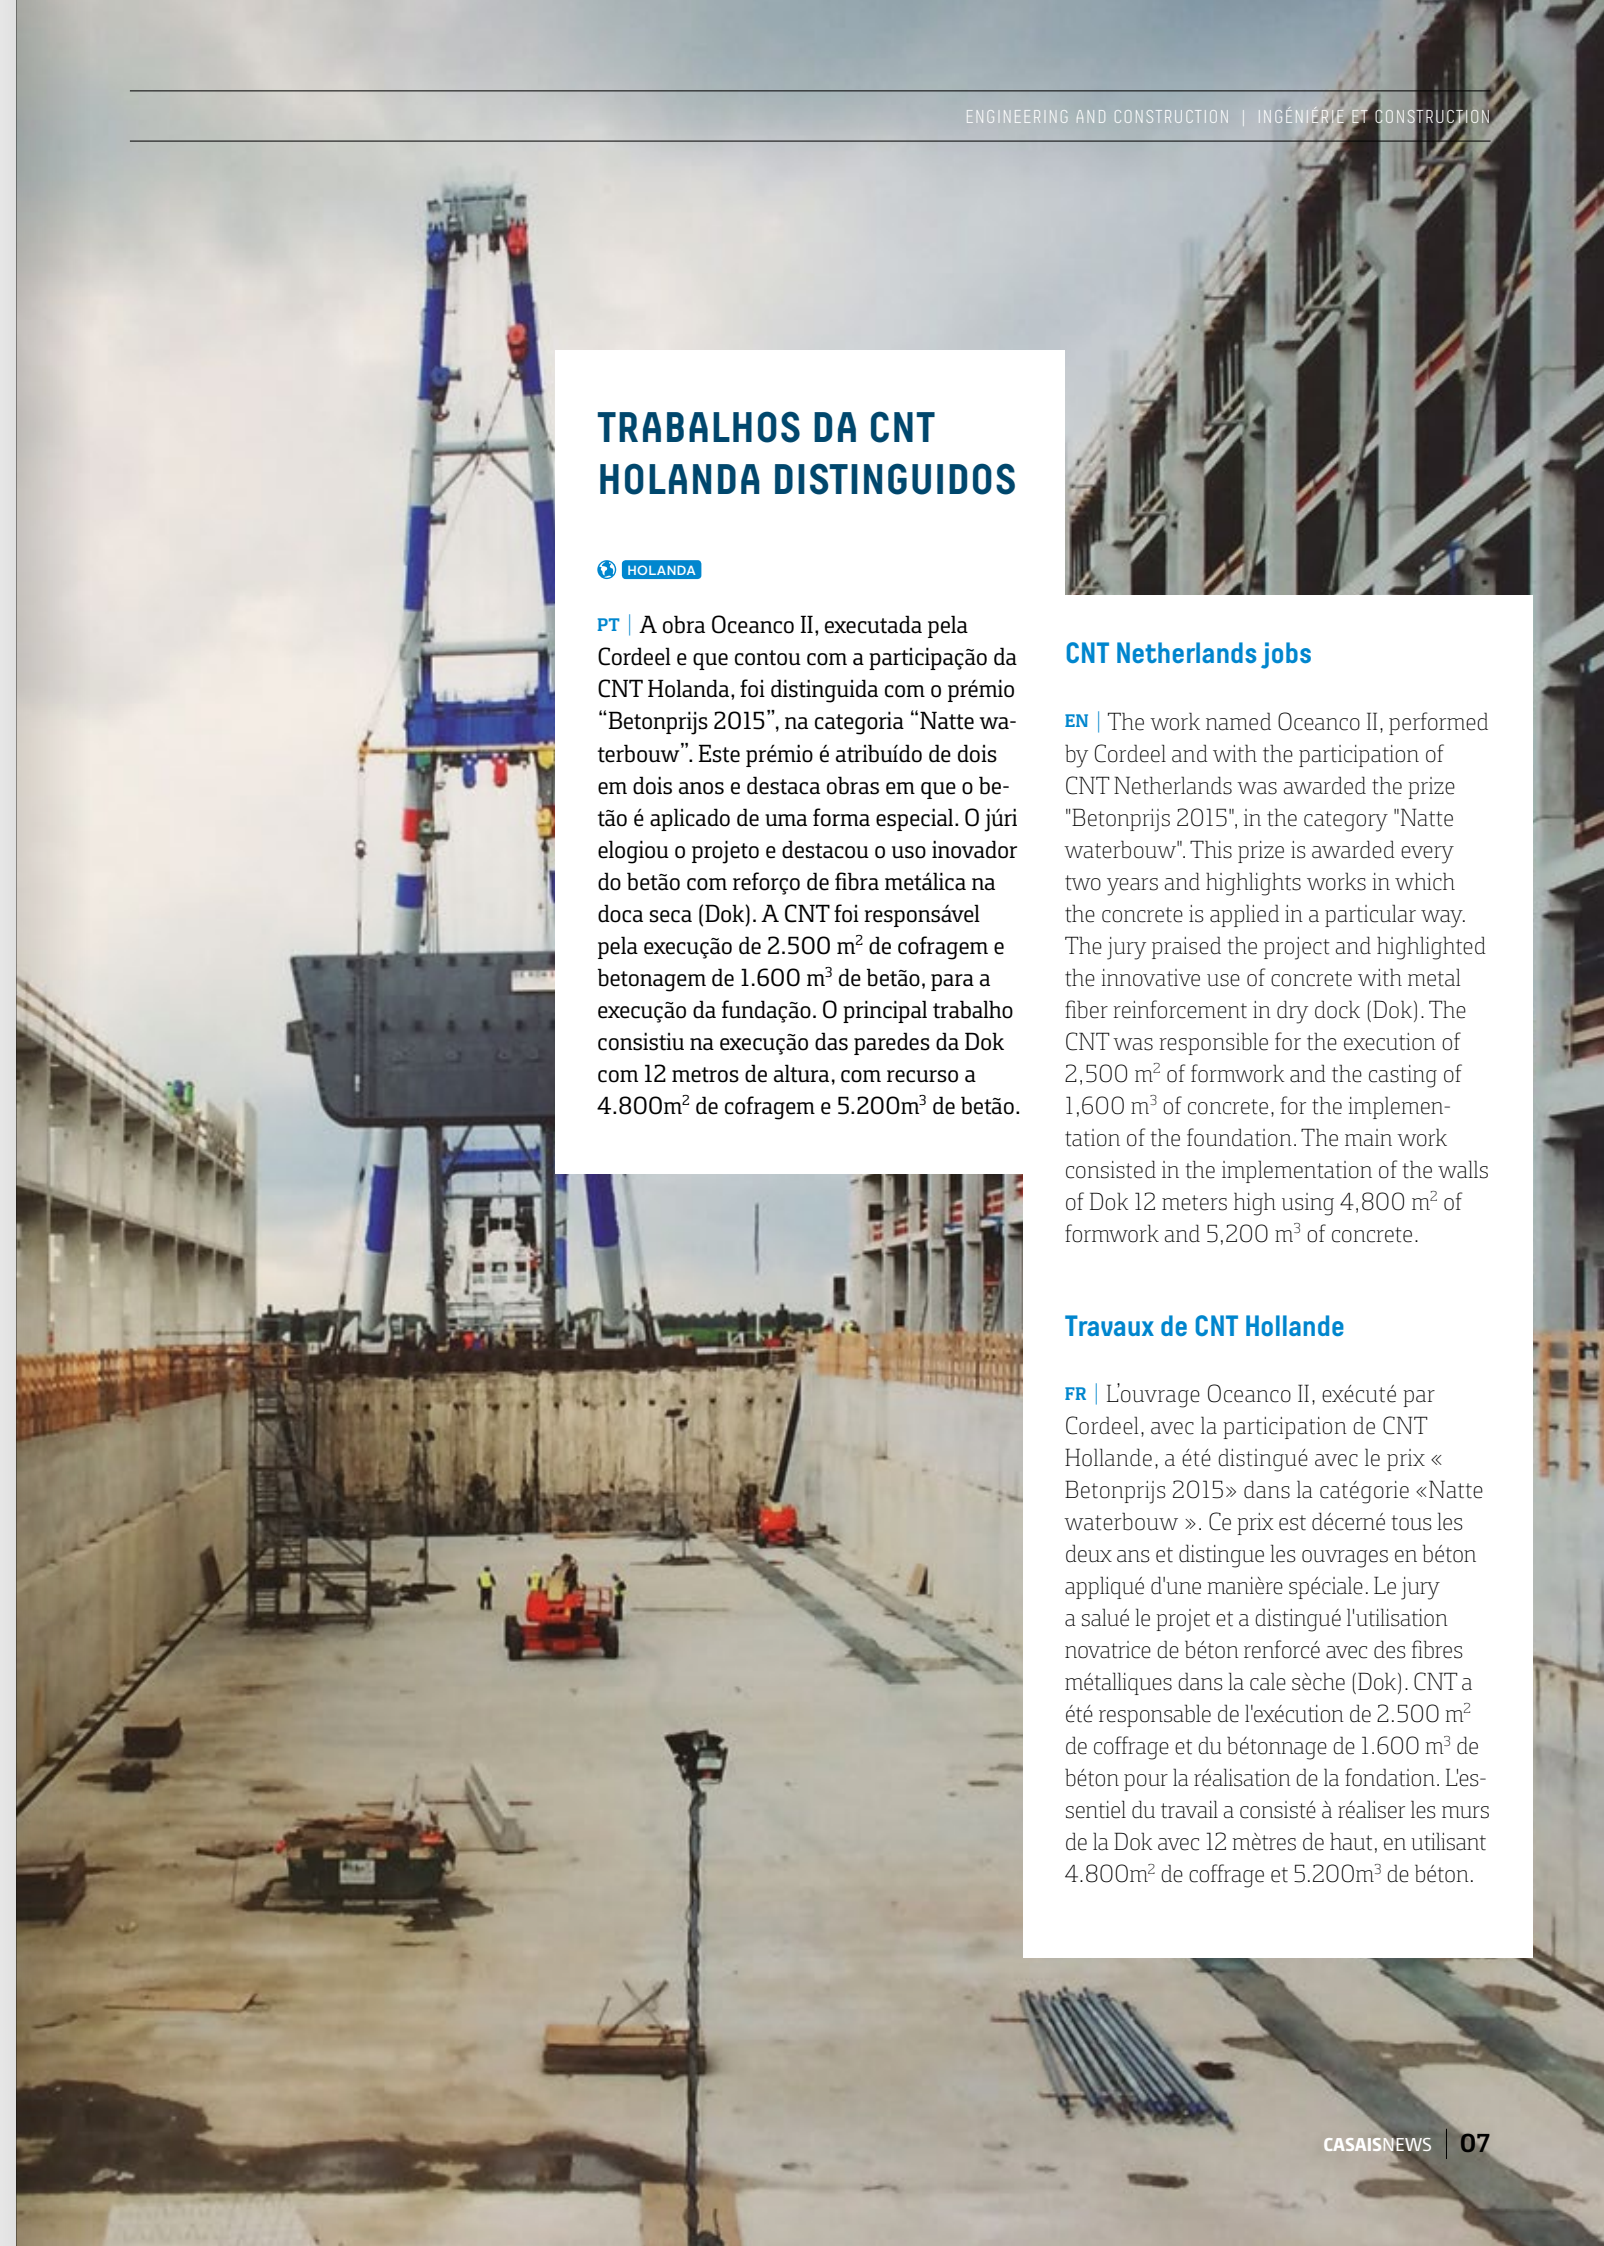 ENGINEERING AND CONSTRUCTION | INGÉNIÉRIE ET CONSTRUCTION
TRABALHOS DA CNT
HOLANDA DISTINGUIDOS
HOLANDA
PT | A obra Oceanco II, executada pela
Cordeel e que contou com a participação da
CNT Holanda, foi distinguida com o prémio
“Betonprijs 2015”, na categoria “Natte wa-
terbouw”. Este prémio é atribuído de dois
em dois anos e destaca obras em que o be-
tão é aplicado de uma forma especial. O júri
elogiou o projeto e destacou o uso inovador
do betão com reforço de fibra metálica na
doca seca (Dok). A CNT foi responsável
pela execução de 2.500 m² de cofragem e
betonagem de 1.600 m³ de betão, para a
execução da fundação. O principal trabalho
consistiu na execução das paredes da Dok
com 12 metros de altura, com recurso a
4.800m² de cofragem e 5.200m³ de betão.
CNT Netherlands jobs
EN | The work named Oceanco II, performed
by Cordeel and with the participation of
CNT Netherlands was awarded the prize
"Betonprijs 2015", in the category "Natte
waterbouw". This prize is awarded every
two years and highlights works in which
the concrete is applied in a particular way.
The jury praised the project and highlighted
the innovative use of concrete with metal
fiber reinforcement in dry dock (Dok). The
CNT was responsible for the execution of
2,500 m² of formwork and the casting of
1,600 m³ of concrete, for the implemen-
tation of the foundation. The main work
consisted in the implementation of the walls
of Dok 12 meters high using 4,800 m² of
formwork and 5,200 m³ of concrete.
Travaux de CNT Hollande
FR | L'ouvrage Oceanco II, exécuté par
Cordeel, avec la participation de CNT
Hollande, a été distingué avec le prix «
Betonprijs 2015» dans la catégorie «Natte
waterbouw ». Ce prix est décerné tous les
deux ans et distingue les ouvrages en béton
appliqué d'une manière spéciale. Le jury
a salué le projet et a distingué l'utilisation
novatrice de béton renforcé avec des fibres
métalliques dans la cale sèche (Dok). CNT a
été responsable de l'exécution de 2.500 m²
de coffrage et du bétonnage de 1.600 m³ de
béton pour la réalisation de la fondation. L'es-
sentiel du travail a consisté à réaliser les murs
de la Dok avec 12 mètres de haut, en utilisant
4.800m² de coffrage et 5.200m³ de béton.
CASAISNEWS | 07